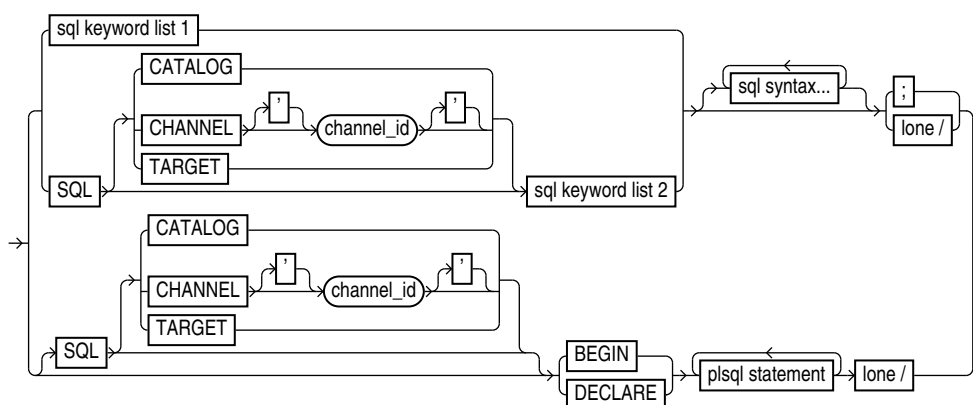 sql keyword list 1
CATALOG
sql syntax...
;
CHANNEL ' channel_id '
lone /
TARGET
SQL
sql keyword list 2
CATALOG
CHANNEL ' channel_id '
TARGET
SQL
BEGIN
plsql statement
lone /
DECLARE